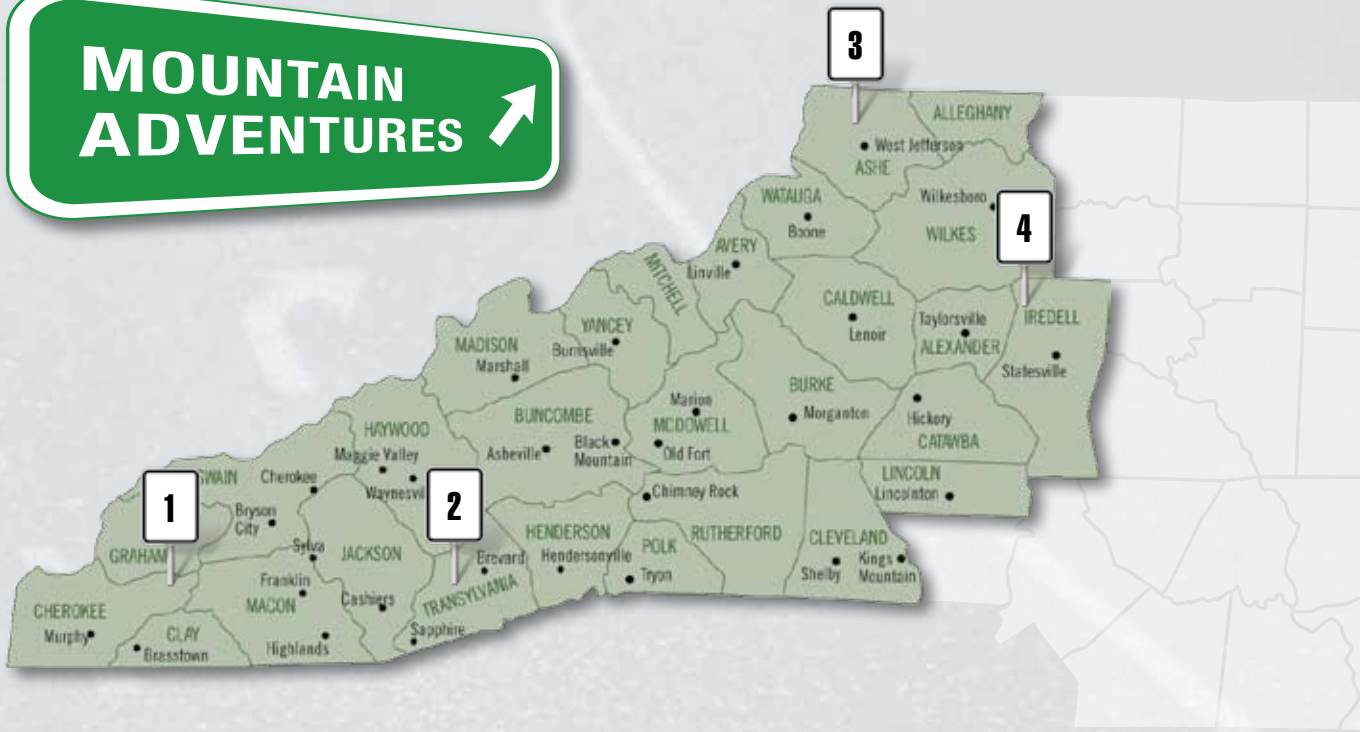 MOUNTAIN
ADVENTURES
3
ALLEGHANY
West Jefferson
ASHE
WATAUGA
Boone
Wilkesboro
WILKES
4
AVERY
Linville
MITCHELL
CALDWELL
Lenoir
Taylorsville
ALEXANDER
IREDELL
Statesville
MADISON
Marshall
YANCEY
Burnsville
BURKE
Morganton
Hickory
CATAWBA
BUNCOMBE
Asheville
Black
Mountain
Marion
MCDOWELL
Old Fort
HAYWOOD
Maggie Valley
Waynesvil
SWAIN
Cherokee
Bryson
City
1
2
LINCOLN
Lincolnton
Chimney Rock
RUTHERFORD
HENDERSON
Hendersonville
POLK
Tryon
CLEVELAND
Shelby
Kings
Mountain
GRAHAM
Sylva
JACKSON
Brevard
TRANSYLVANIA
Sapphire
Franklin
MACON
Cashiers
Highlands
CHEROKEE
Murphy
CLAY
Brasstown